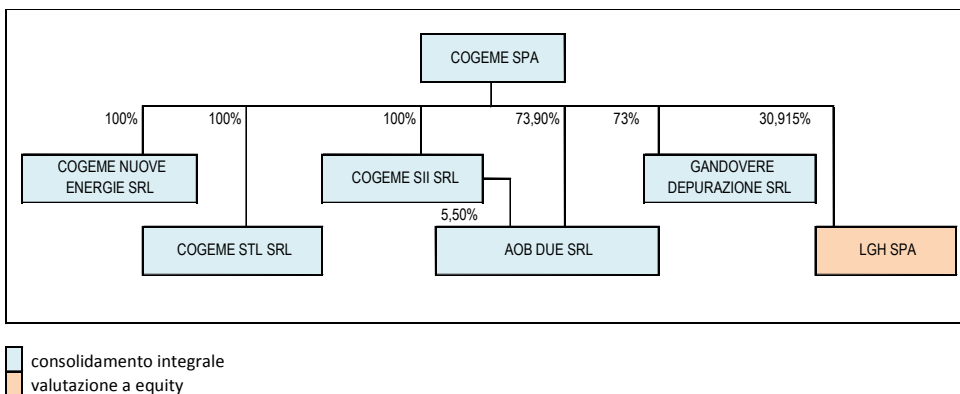 COGEME SPA
100%
100%
100%
73,90%
73%
30,915%
COGEME NUOVE
ENERGIE SRL
COGEME SII SRL
GANDOVERE
DEPURAZIONE SRL
5,50%
COGEME STL SRL
AOB DUE SRL
LGH SPA
consolidamento integrale
valutazione a equity